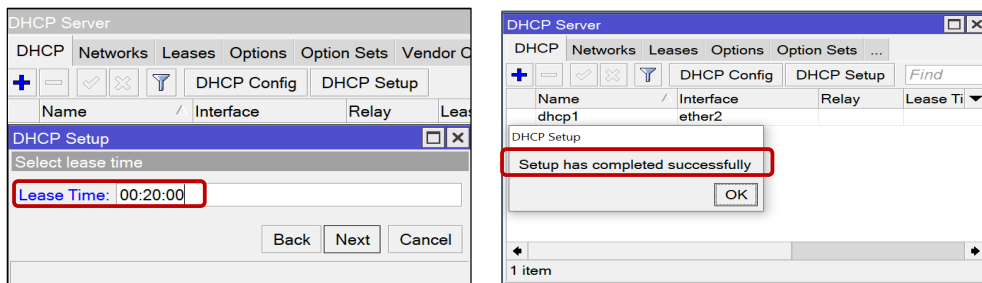 DHCP Server
DHCP Networks Leases Options Option Sets Vendor C
DHCP Config DHCP Setup
Name Interface Relay Leas
DHCP Setup
Select lease time
Lease Time: 00:20:00
Back Next Cancel
DHCP Server
DHCP Networks Leases Options Option Sets ...
DHCP Config DHCP Setup Find
Name Interface Relay Lease Ti
dhcp1 ether2
DHCP Setup
Setup has completed successfully
OK
1 item